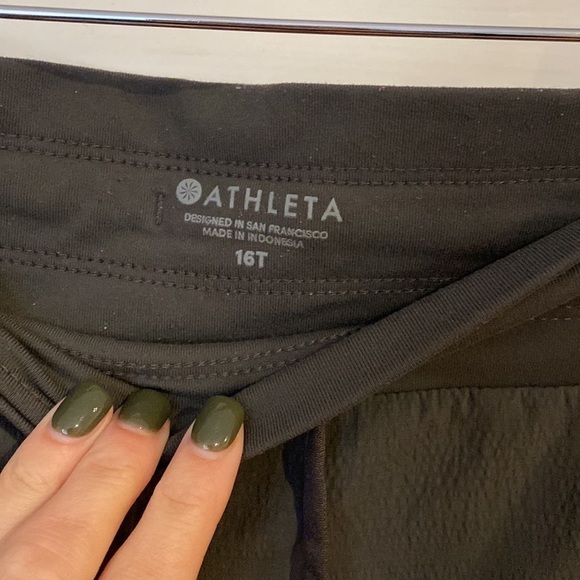 ATHLETA
DESIGNED IN SAN FRANCISCO
MADE IN INDONESIA
16T